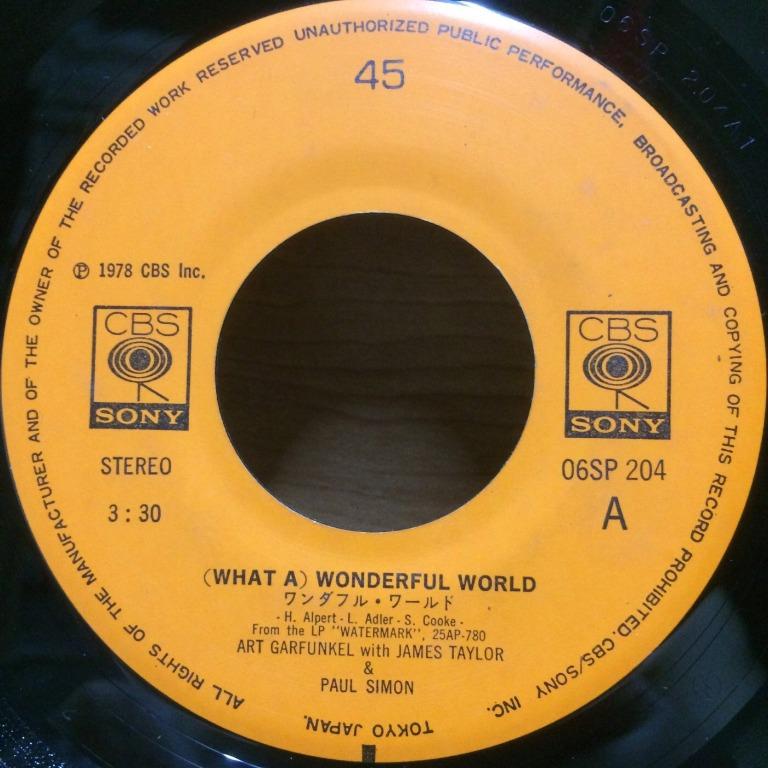 ALL RIGHTS OF THE MANUFACTURER AND OF THE OWNER OF THE RECORDED WORK RESERVED UNAUTHORIZED PUBLIC PERFORMANCE, BROADCASTING AND COPYING OF THIS RECORD PROHIBITED. CBS/SONY INC. TOKYO JAPAN.
45
06SP 204A1
℗ 1978 CBS Inc.
CBS
SONY
STEREO
3:30
CBS
SONY
06SP 204
A
(WHAT A) WONDERFUL WORLD
ワンダフル・ワールド
- H. Alpert - L. Adler - S. Cooke -
From the LP "WATERMARK", 25AP-780
ART GARFUNKEL with JAMES TAYLOR
&
PAUL SIMON